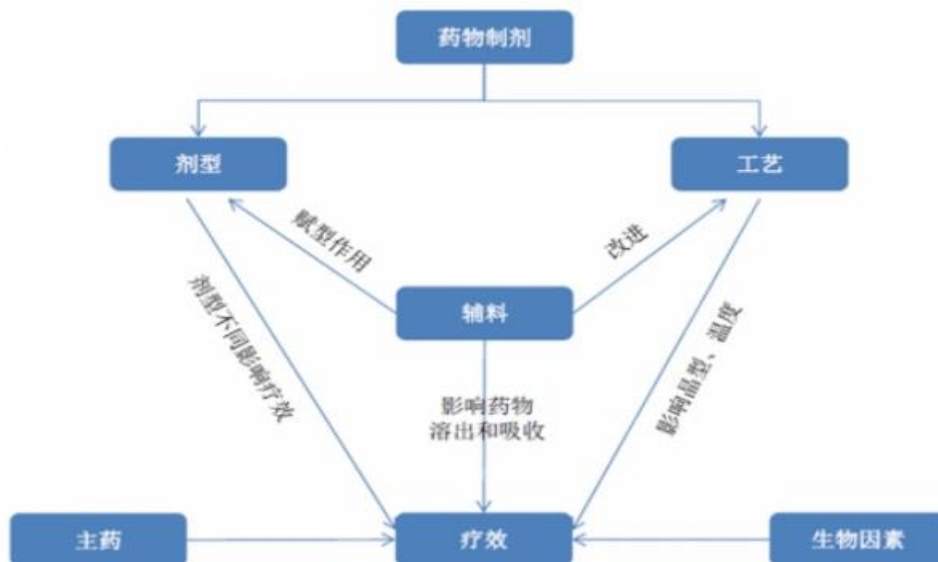 药物制剂
剂型
工艺
赋型作用
改进
辅料
剂型不同影响疗效
影响晶型、温度
影响药物
溶出和吸收
主药
疗效
生物因素